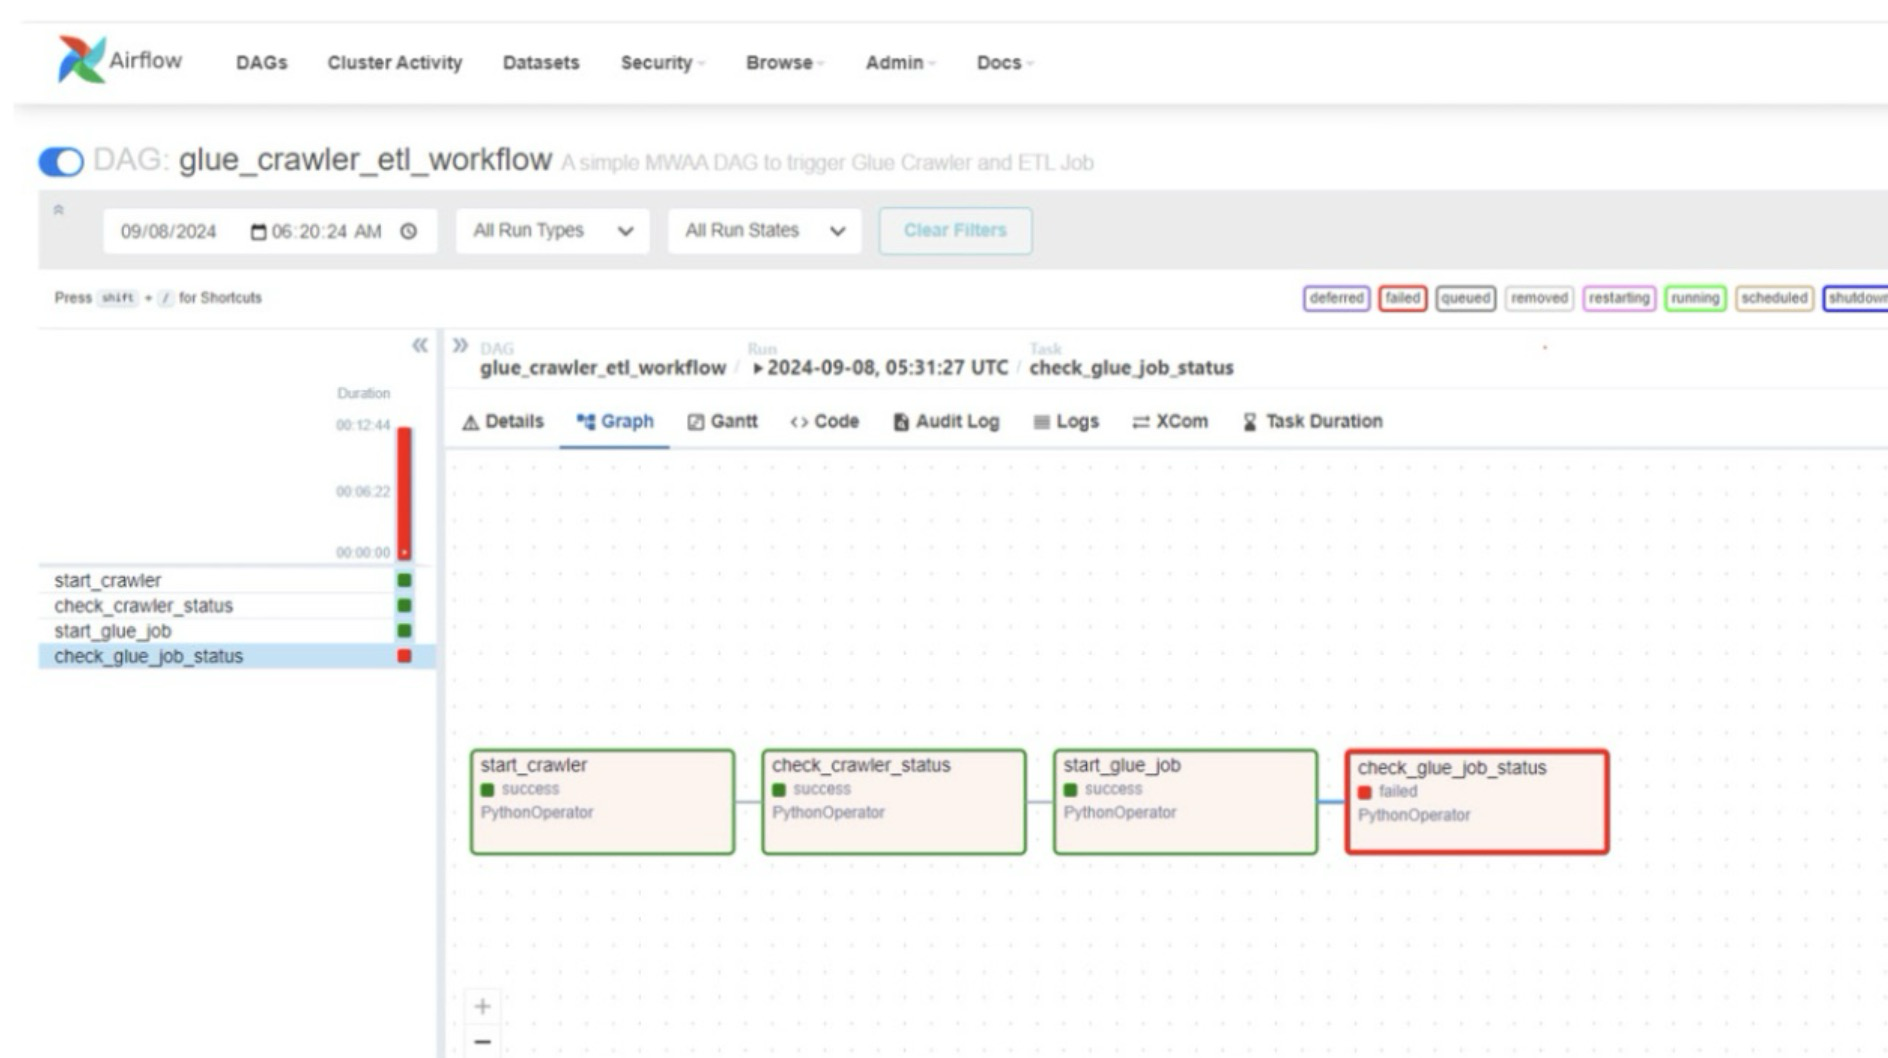 Airflow DAGs Cluster Activity Datasets Security Browse Admin Docs
DAG: glue_crawler_etl_workflow A simple MWAA DAG to trigger Glue Crawler and ETL Job
09/08/2024 06:20:24 AM All Run Types All Run States Clear Filters
Press shift + / for Shortcuts
deferred failed queued removed restarting running scheduled shutdown
DAG Run Task
glue_crawler_etl_workflow / 2024-09-08, 05:31:27 UTC / check_glue_job_status
Details Graph Gantt <> Code Audit Log Logs XCom Task Duration
Duration
00:12:44
00:06:22
00:00:00
start_crawler
check_crawler_status
start_glue_job
check_glue_job_status
start_crawler
success
PythonOperator
check_crawler_status
success
PythonOperator
start_glue_job
success
PythonOperator
check_glue_job_status
failed
PythonOperator
+
−